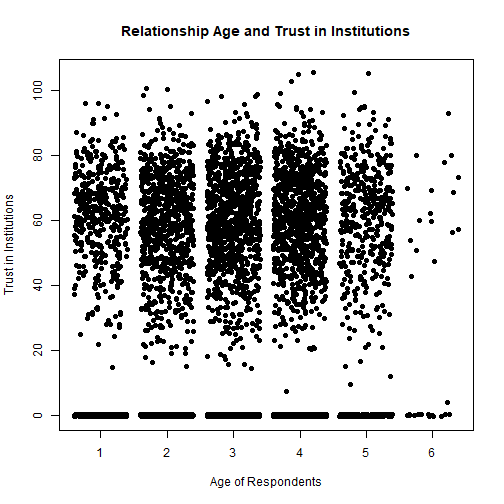 Relationship Age and Trust in Institutions
Trust in Institutions
100
80
60
40
20
0
1 2 3 4 5 6
Age of Respondents